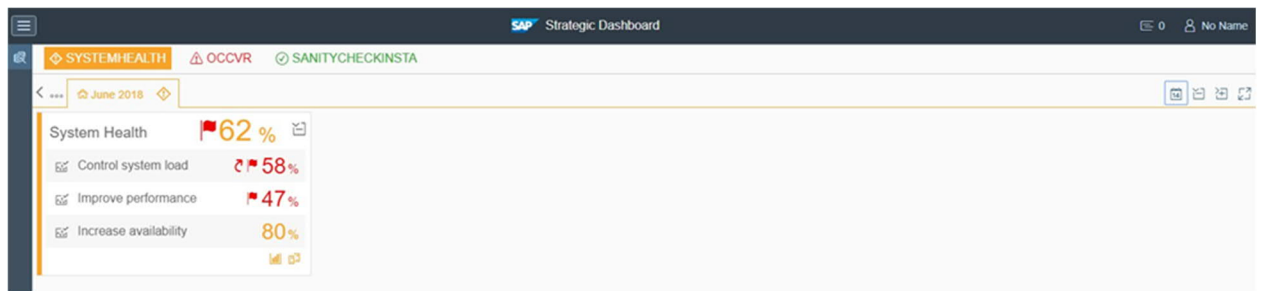 SAP Strategic Dashboard 0 No Name
SYSTEMHEALTH OCCVR SANITYCHECKINSTA
... June 2018 14
System Health 62 %
Control system load 58 %
Improve performance 47 %
Increase availability 80 %